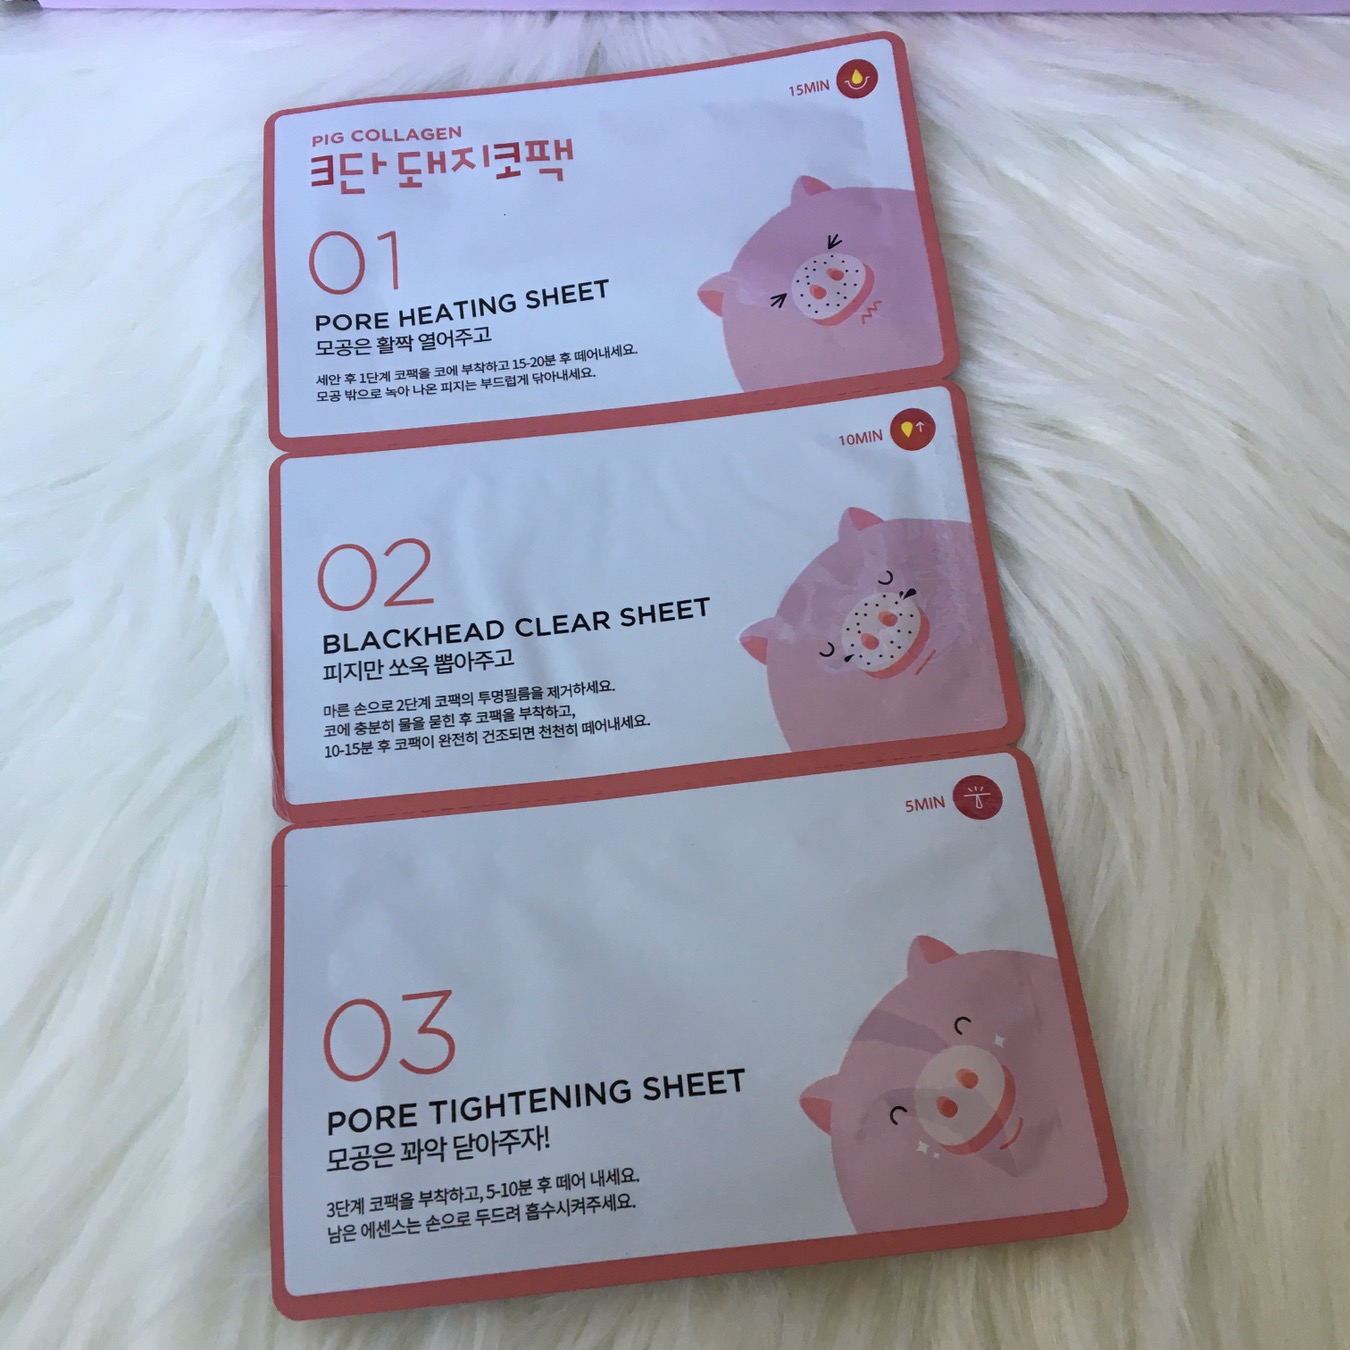 15MIN
PIG COLLAGEN
3단 돼지코팩
01
PORE HEATING SHEET
모공은 활짝 열어주고
세안 후 1단계 코팩을 코에 부착하고 15-20분 후 떼어내세요.
모공 밖으로 녹아 나온 피지는 부드럽게 닦아내세요.
10MIN
02
BLACKHEAD CLEAR SHEET
피지만 쏘옥 뽑아주고
마른 손으로 2단계 코팩의 투명필름을 제거하세요.
코에 충분히 물을 묻힌 후 코팩을 부착하고,
10-15분 후 코팩이 완전히 건조되면 천천히 떼어내세요.
5MIN
03
PORE TIGHTENING SHEET
모공은 꽈악 닫아주자!
3단계 코팩을 부착하고, 5-10분 후 떼어 내세요.
남은 에센스는 손으로 두드려 흡수시켜주세요.